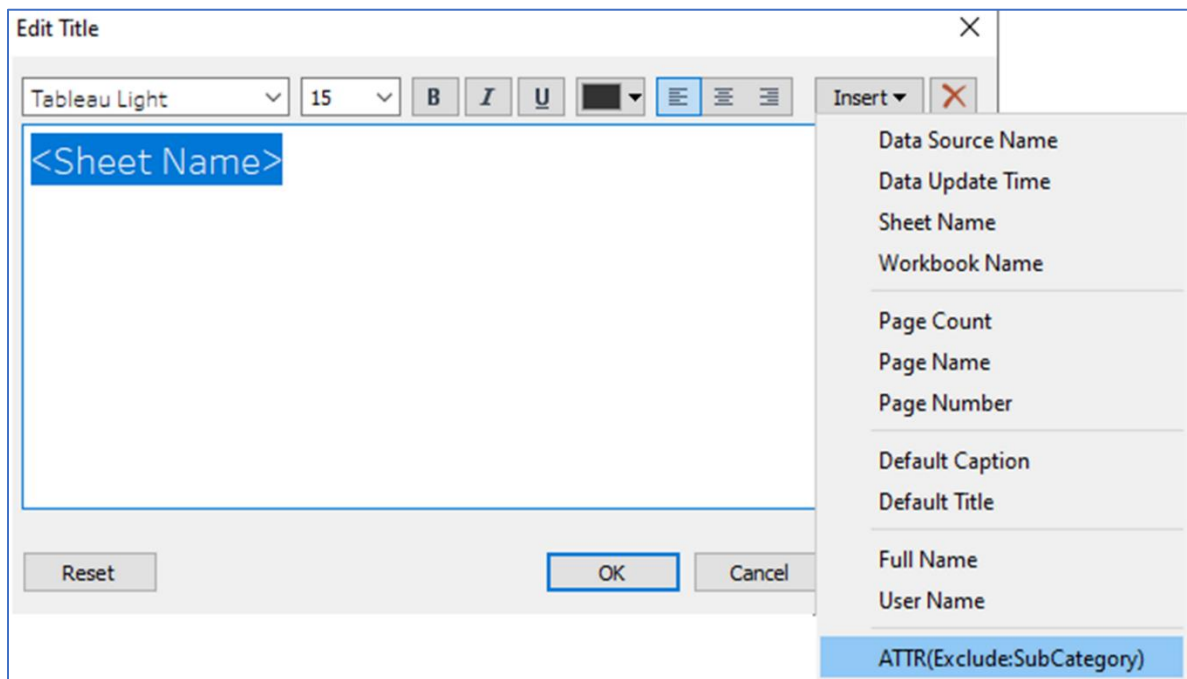 Edit Title
Tableau Light 15 B I U Insert
<Sheet Name>
Data Source Name
Data Update Time
Sheet Name
Workbook Name
Page Count
Page Name
Page Number
Default Caption
Default Title
Full Name
User Name
ATTR(Exclude:SubCategory)
Reset OK Cancel